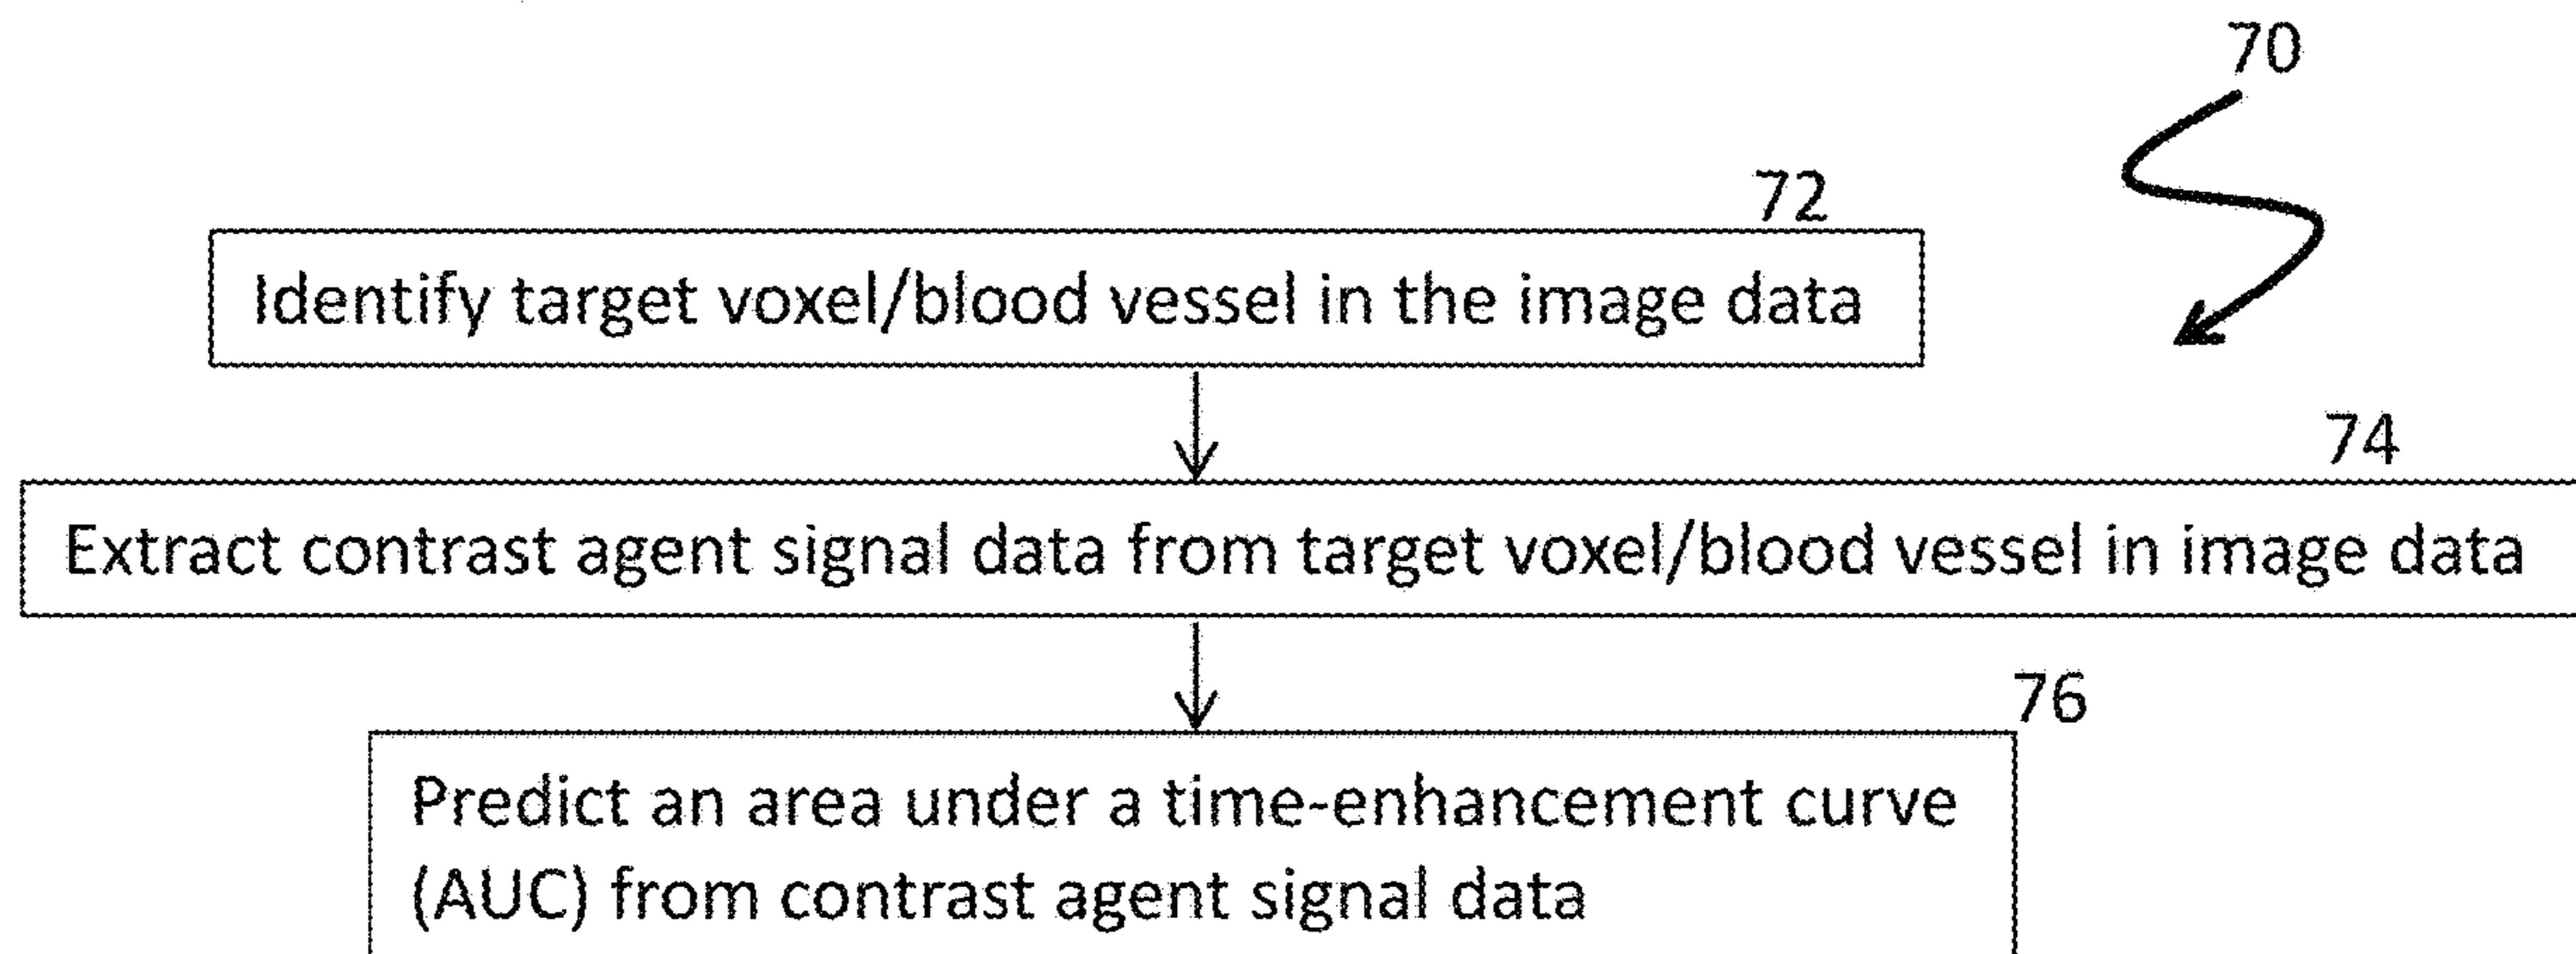 70
72
Identify target voxel/blood vessel in the image data
74
Extract contrast agent signal data from target voxel/blood vessel in image data
76
Predict an area under a time-enhancement curve
(AUC) from contrast agent signal data